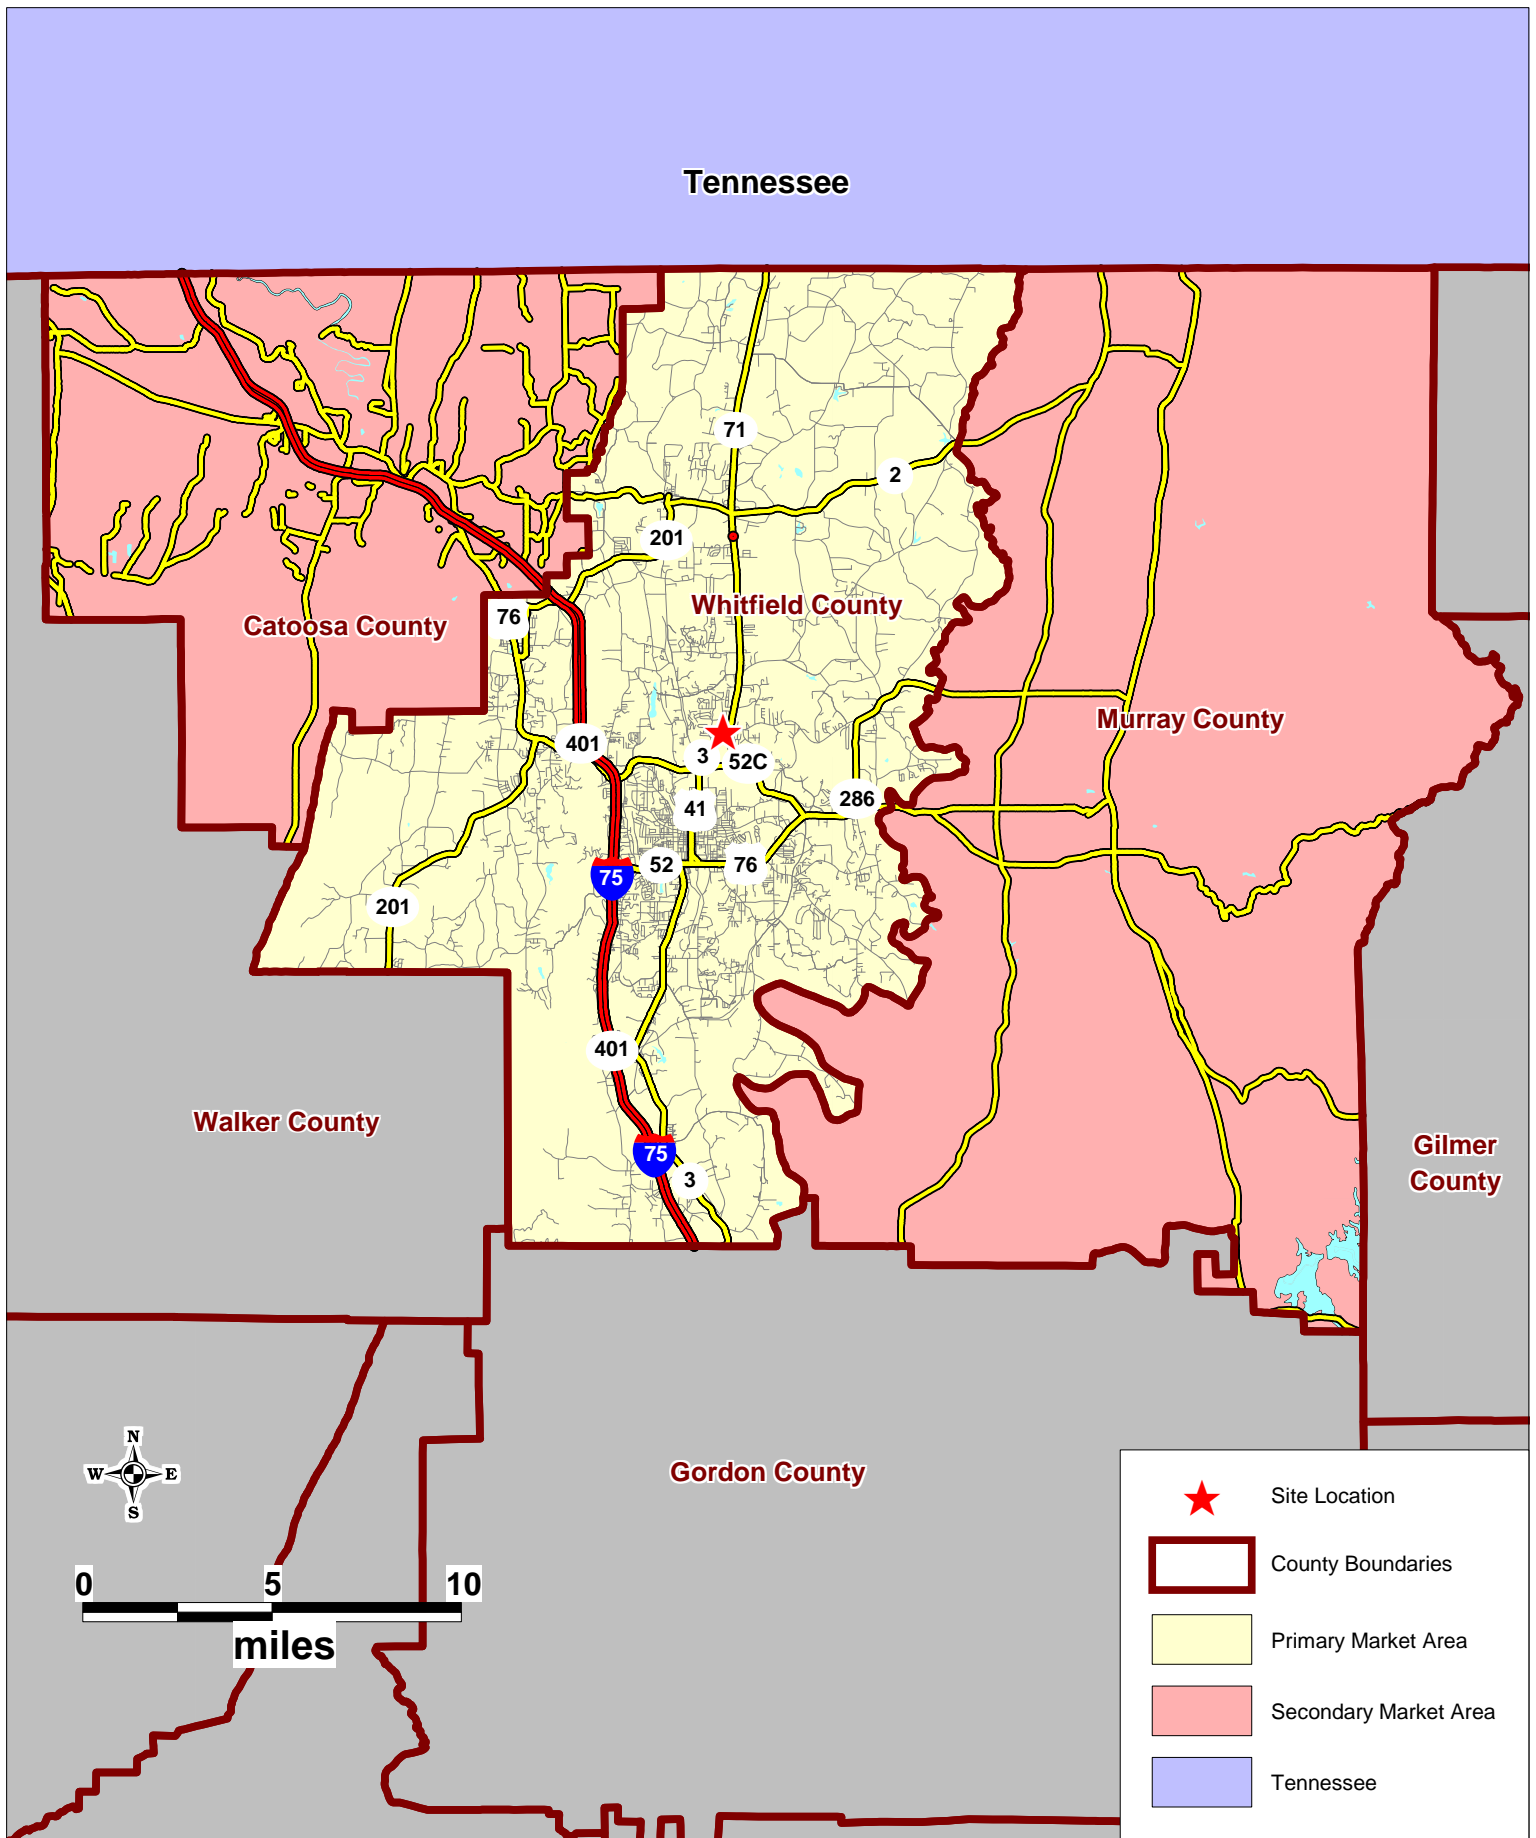 Tennessee
71
2
201
Whitfield County
76
Catoosa County
Murray County
401
3
52C
41
286
52
76
75
201
401
Walker County
75
3
Gilmer
County
N
W
E
S
Gordon County
0
5
10
miles
Site Location
County Boundaries
Primary Market Area
Secondary Market Area
Tennessee